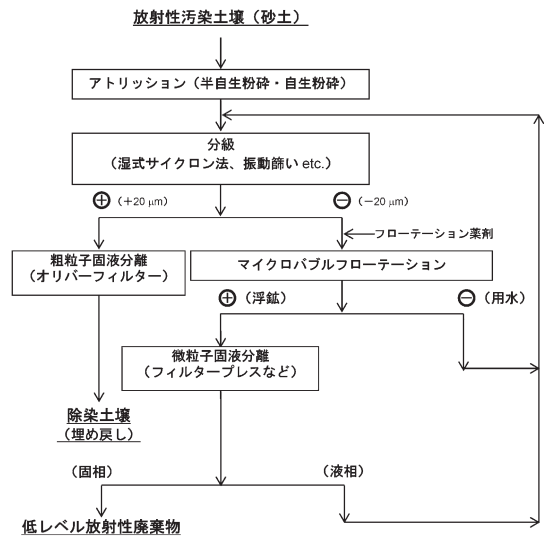 放射性汚染土壌（砂土）
アトリッション（半自生粉砕・自生粉砕）
分級
（湿式サイクロン法、振動篩い etc.）
＋（＋20 μm）
－（－20 μm）
フローテーション薬剤
粗粒子固液分離
（オリバーフィルター）
マイクロバブルフローテーション
＋（浮鉱）
－（用水）
微粒子固液分離
（フィルタープレスなど）
除染土壌
（埋め戻し）
（固相）
（液相）
低レベル放射性廃棄物